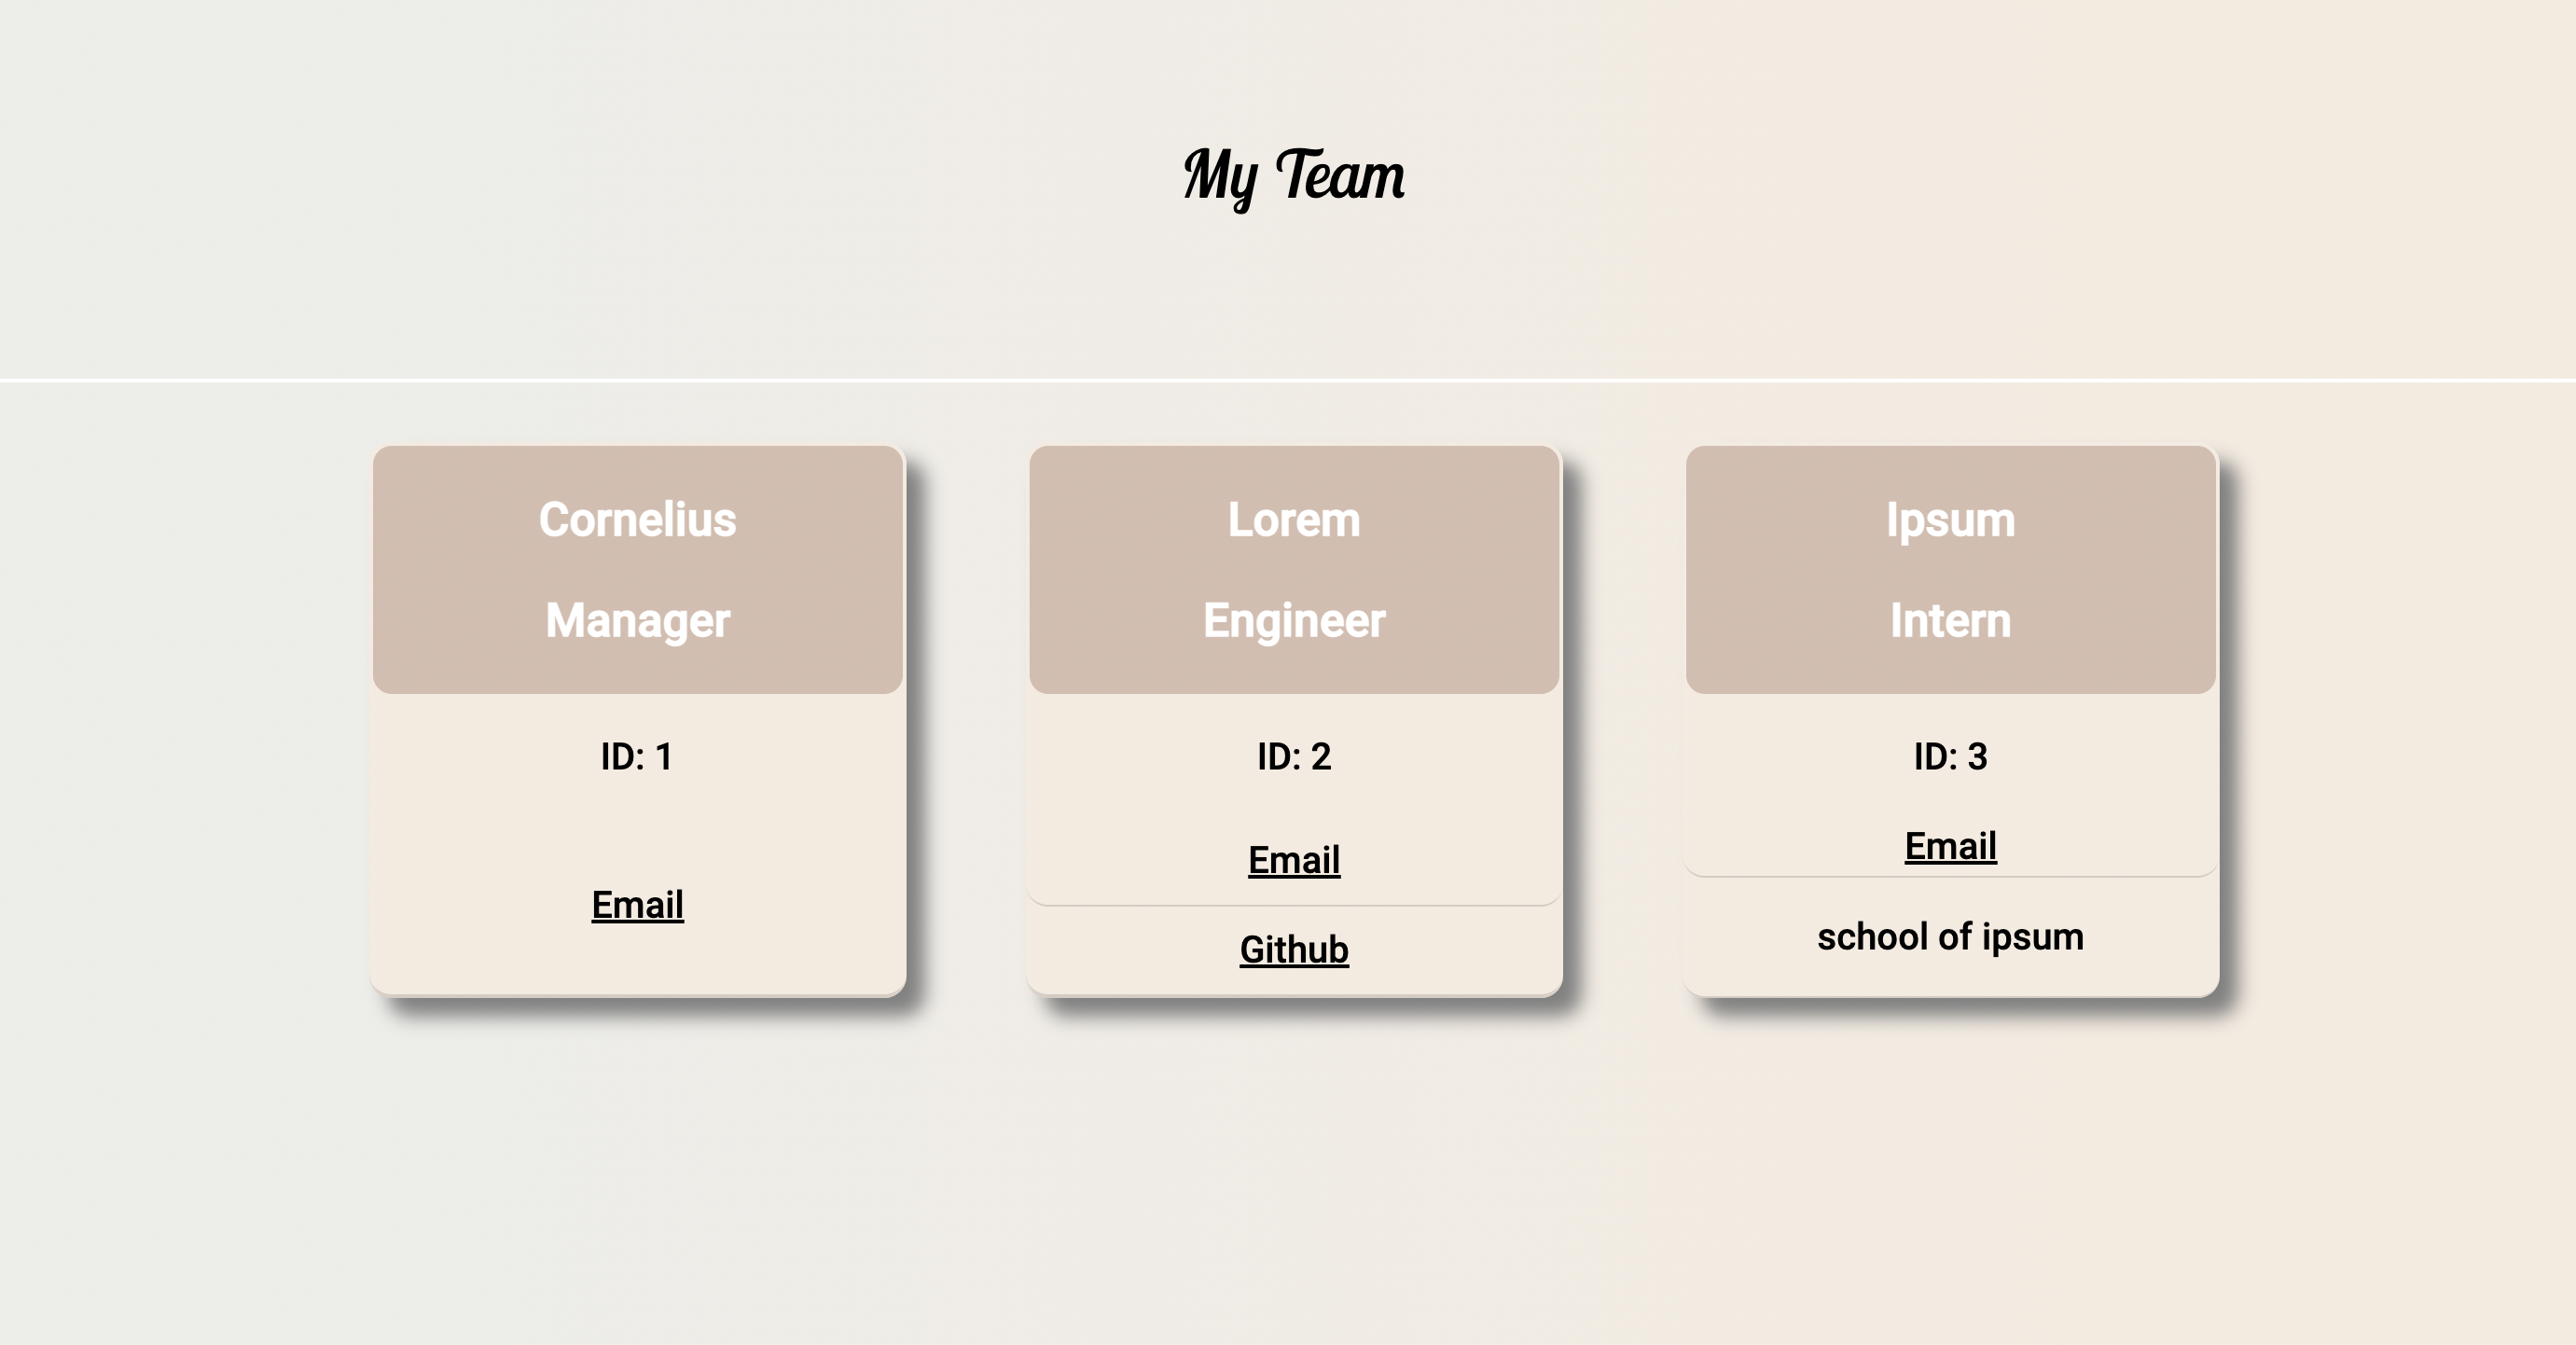 My Team
Cornelius
Manager
ID: 1
Email
Lorem
Engineer
ID: 2
Email
Github
Ipsum
Intern
ID: 3
Email
school of ipsum